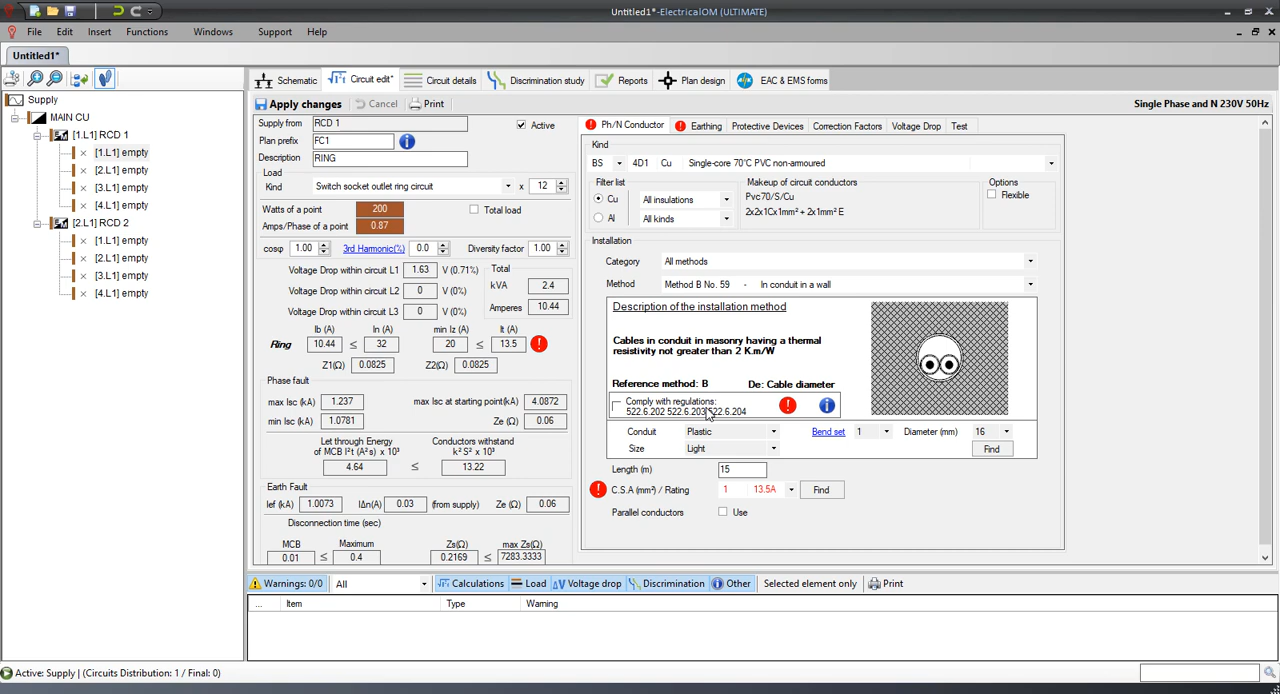 Untitled1*-ElectricalOM (ULTIMATE)
File Edit Insert Functions Windows Support Help
Untitled1*
Schematic Circuit edit* Circuit details Discrimination study Reports Plan design EAC & EMS forms
Apply changes Cancel Print Single Phase and N 230V 50Hz
Supply
MAIN CU
[1.L1] RCD 1
[1.L1] empty
[2.L1] empty
[3.L1] empty
[4.L1] empty
[2.L1] RCD 2
[1.L1] empty
[2.L1] empty
[3.L1] empty
[4.L1] empty
Supply from RCD 1
Plan prefix FC1
Description RING
Active
Load
Kind Switch socket outlet ring circuit x 12
Watts of a point 200 Total load
Amps/Phase of a point 0.87
cosφ 1.00 3rd Harmonic(%) 0.0 Diversity factor 1.00
Voltage Drop within circuit L1 1.63 V (0.71%)
Voltage Drop within circuit L2 0 V (0%)
Voltage Drop within circuit L3 0 V (0%)
Total
kVA 2.4
Amperes 10.44
Ib (A) In (A) min Iz (A) It (A)
Ring 10.44 ≤ 32 20 ≤ 13.5
Z1(Ω) 0.0825 Z2(Ω) 0.0825
Phase fault
max Isc (kA) 1.237 max Isc at starting point(kA) 4.0872
min Isc (kA) 1.0781 Ze (Ω) 0.06
Let through Energy of MCB I²t (A²s) x 10³ Conductors withstand k² S² x 10³
4.64 ≤ 13.22
Earth Fault
Ief (kA) 1.0073 IΔn(A) 0.03 (from supply) Ze (Ω) 0.06
Disconnection time (sec)
MCB Maximum Zs(Ω) max Zs(Ω)
0.01 ≤ 0.4 0.2169 ≤ 7283.3333
Ph/N Conductor Earthing Protective Devices Correction Factors Voltage Drop Test
Kind
BS 4D1 Cu Single-core 70°C PVC non-armoured
Filter list
Cu All insulations
Al All kinds
Makeup of circuit conductors
Pvc70/S/Cu
2x2x1Cx1mm² + 2x1mm² E
Options
Flexible
Installation
Category All methods
Method Method B No. 59 - In conduit in a wall
Description of the installation method
Cables in conduit in masonry having a thermal
resistivity not greater than 2 K.m/W
Reference method: B De: Cable diameter
Comply with regulations:
522.6.202 522.6.203 522.6.204
Conduit Plastic Bend set 1 Diameter (mm) 16
Size Light Find
Length (m) 15
C.S.A (mm²) / Rating 1 13.5A Find
Parallel conductors Use
Warnings: 0/0 All Calculations Load Voltage drop Discrimination Other Selected element only Print
... Item Type Warning
Active: Supply | (Circuits Distribution: 1 / Final: 0)